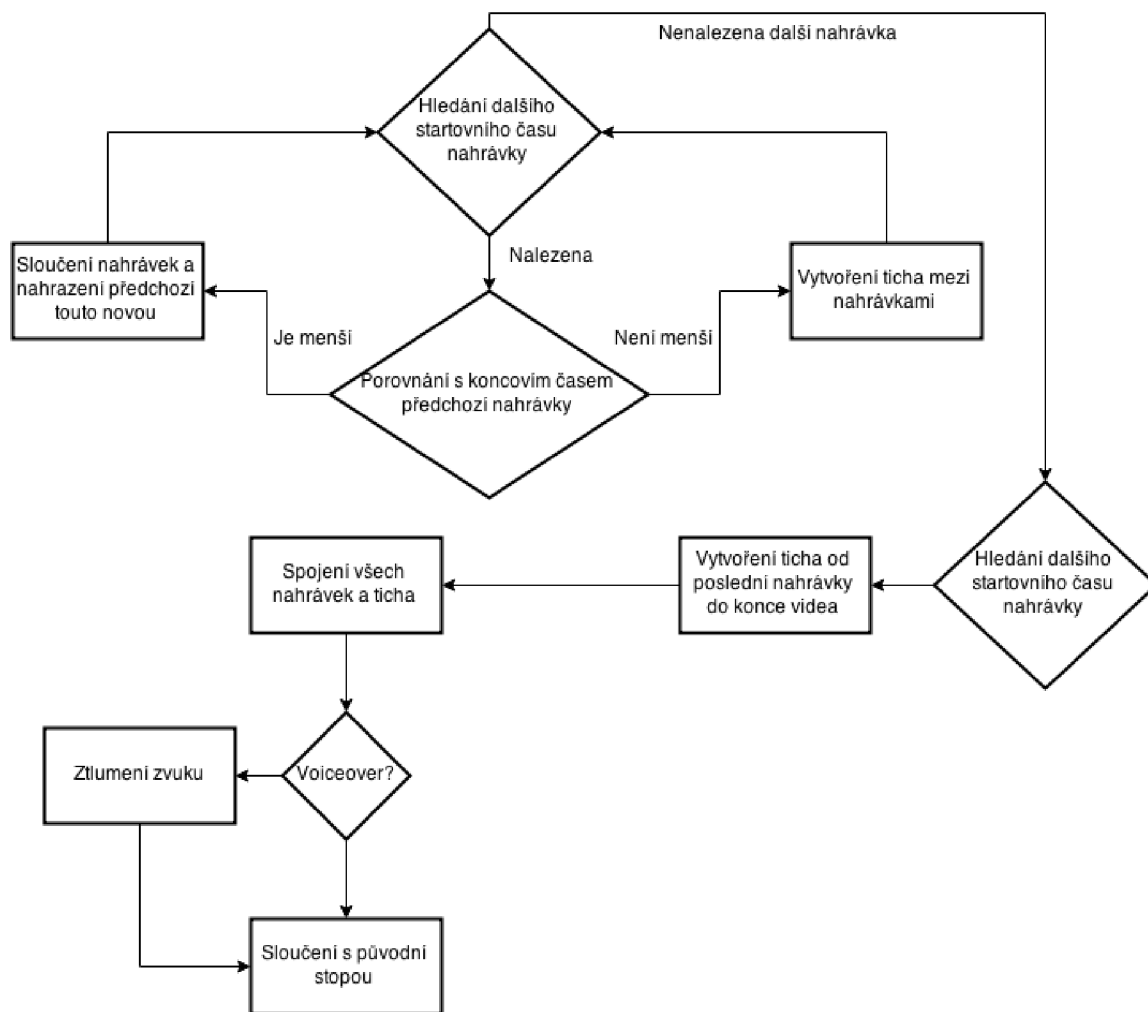 Nenalezena další nahrávka
Hledání dalšího
startovního času
nahrávky
Nalezena
Sloučení nahrávek a
nahrazení předchozí
touto novou
Vytvoření ticha mezi
nahrávkami
Je menší
Není menší
Porovnání s koncovím časem
předchozí nahrávky
Spojení všech
nahrávek a ticha
Vytvoření ticha od
poslední nahrávky
do konce videa
Hledání dalšího
startovního času
nahrávky
Ztlumení zvuku
Voiceover?
Sloučení s původní
stopou